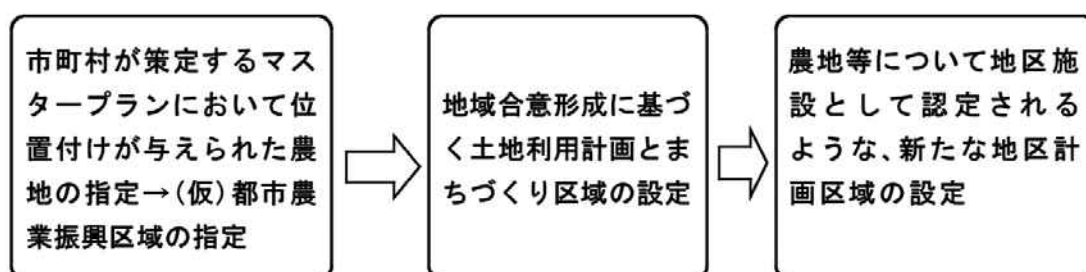 市町村が策定するマス
タープランにおいて位
置付けが与えられた農
地の指定→(仮)都市農
業振興区域の指定
地域合意形成に基づ
く土地利用計画とま
ちづくり区域の設定
農地等について地区施
設として認定される
ような、新たな地区計
画区域の設定